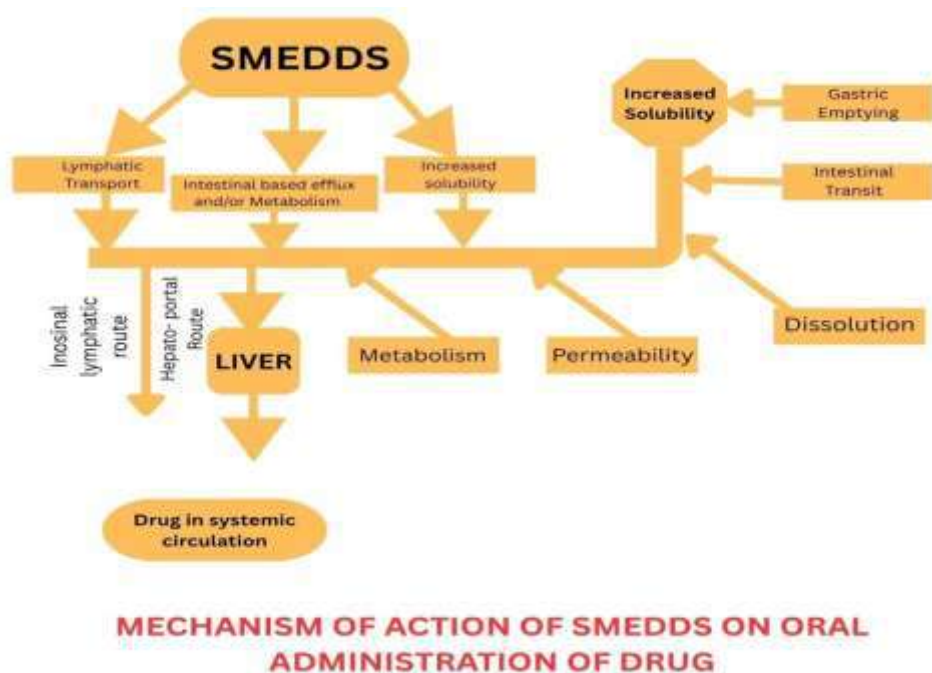 SMEDDS
Increased
Solubility
Gastric
Emptying
Lymphatic
Transport
Intestinal based efflux
and/or Metabolism
Increased
solubility
Intestinal
Transit
Inosinal
lymphatic
route
Hepato- portal
Route
LIVER
Metabolism
Permeability
Dissolution
Drug in systemic
circulation
MECHANISM OF ACTION OF SMEDDS ON ORAL
ADMINISTRATION OF DRUG